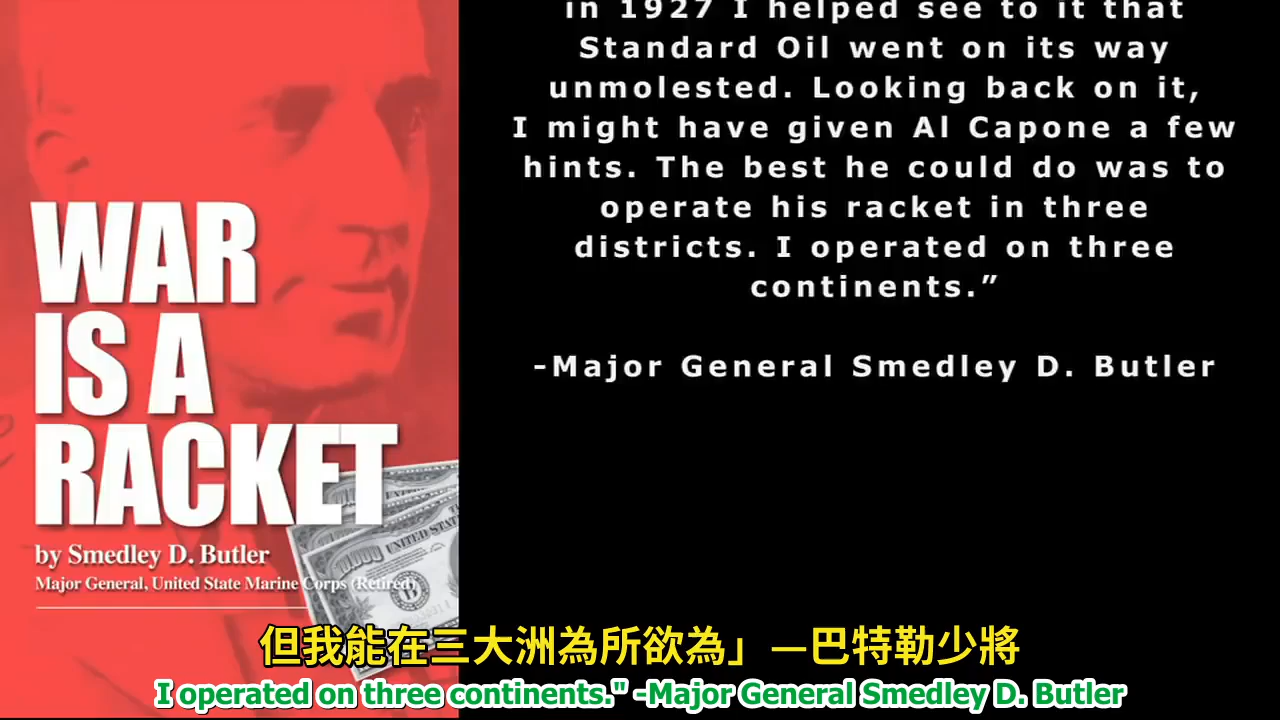 WAR
IS A
RACKET
by Smedley D. Butler
Major General, United State Marine Corps (Retired)
in 1927 I helped see to it that
Standard Oil went on its way
unmolested. Looking back on it,
I might have given Al Capone a few
hints. The best he could do was to
operate his racket in three
districts. I operated on three
continents.”
-Major General Smedley D. Butler
但我能在三大洲為所欲為」—巴特勒少將
I operated on three continents." -Major General Smedley D. Butler